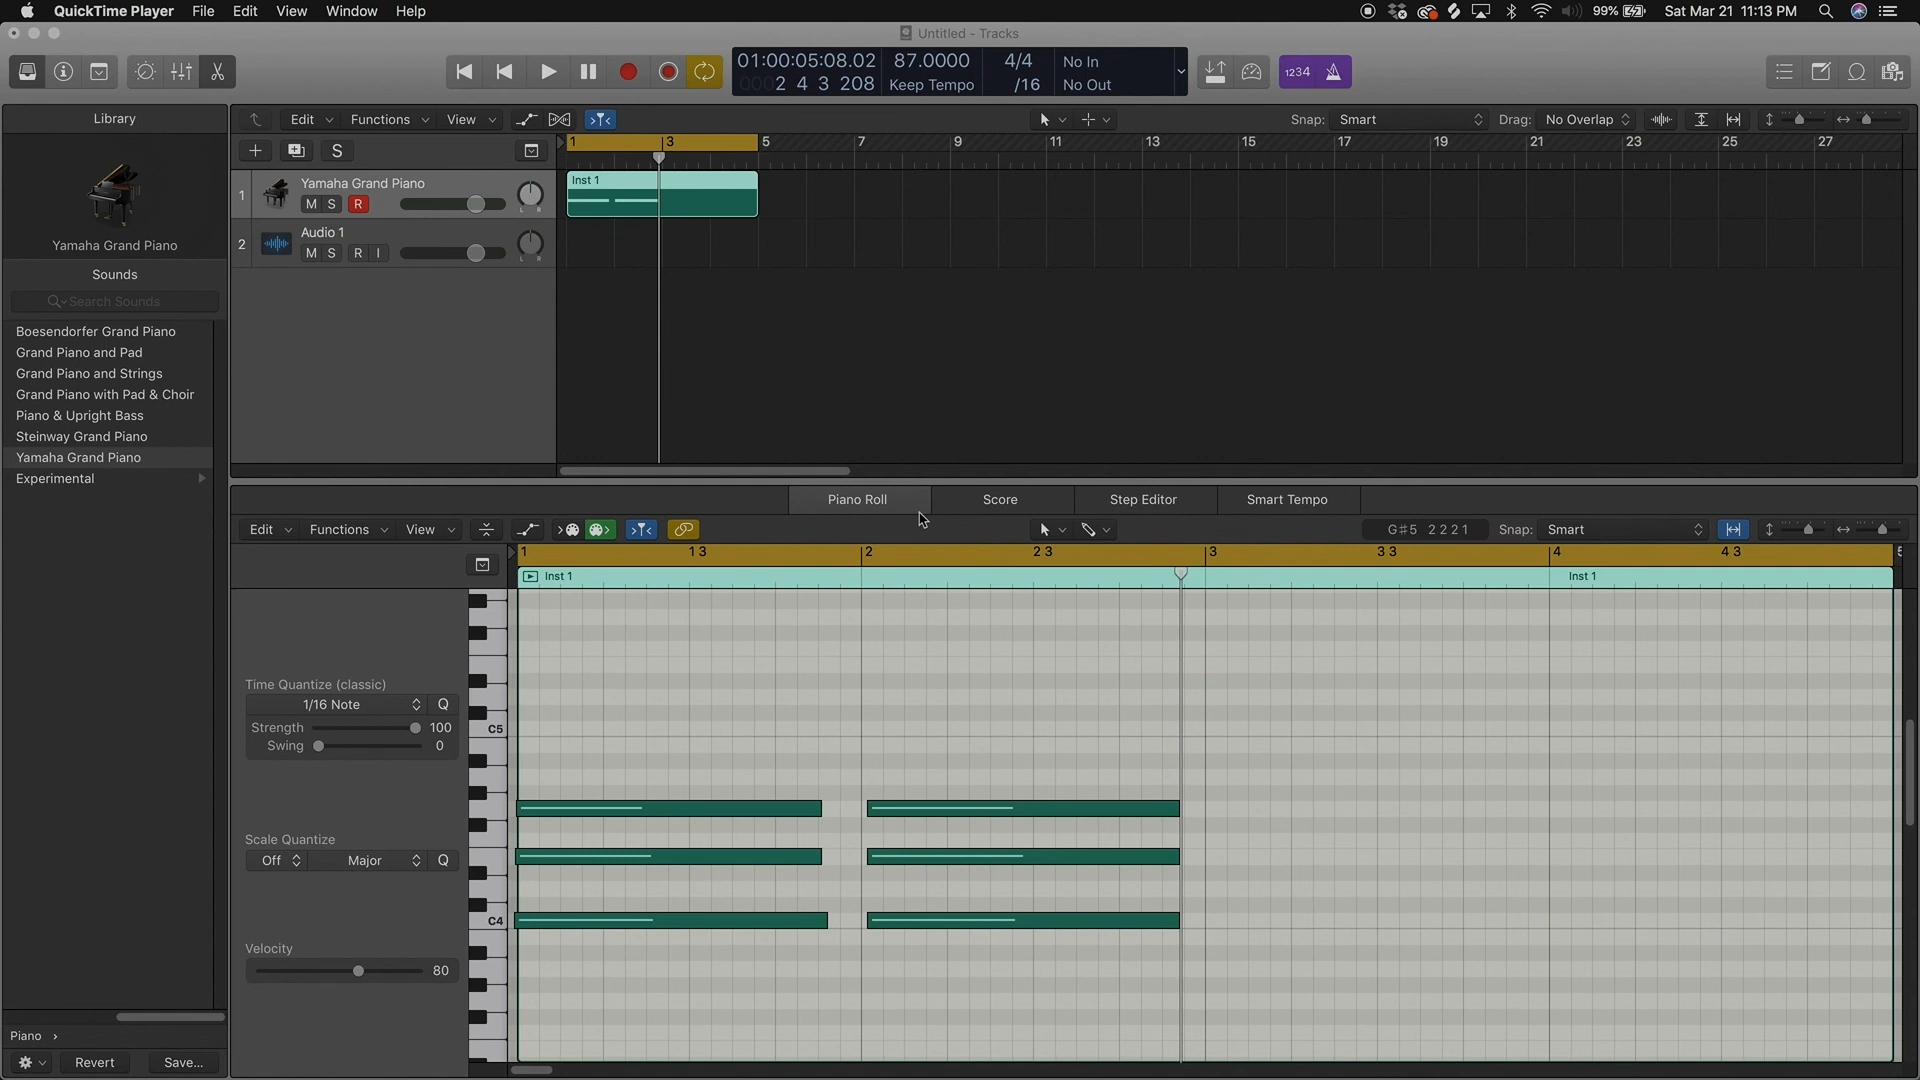 QuickTime Player File Edit View Window Help 99% Sat Mar 21 11:13 PM
Untitled - Tracks
01:00:05:08.02 87.0000 4/4 No In
0002 4 3 208 Keep Tempo /16 No Out
1234
Library
Edit Functions View Snap: Smart Drag: No Overlap
S
1 3 5 7 9 11 13 15 17 19 21 23 25 27
Yamaha Grand Piano
Sounds
Search Sounds
Boesendorfer Grand Piano
Grand Piano and Pad
Grand Piano and Strings
Grand Piano with Pad & Choir
Piano & Upright Bass
Steinway Grand Piano
Yamaha Grand Piano
Experimental
Piano
Revert Save...
1 Yamaha Grand Piano
M S R
L R
Inst 1
2 Audio 1
M S R I
L R
Piano Roll Score Step Editor Smart Tempo
Edit Functions View G#5 2 2 2 1 Snap: Smart
1 1 3 2 2 3 3 3 3 4 4 3 5
Inst 1 Inst 1
Time Quantize (classic)
1/16 Note Q
Strength 100
Swing 0
Scale Quantize
Off Major Q
Velocity
80
C5
C4